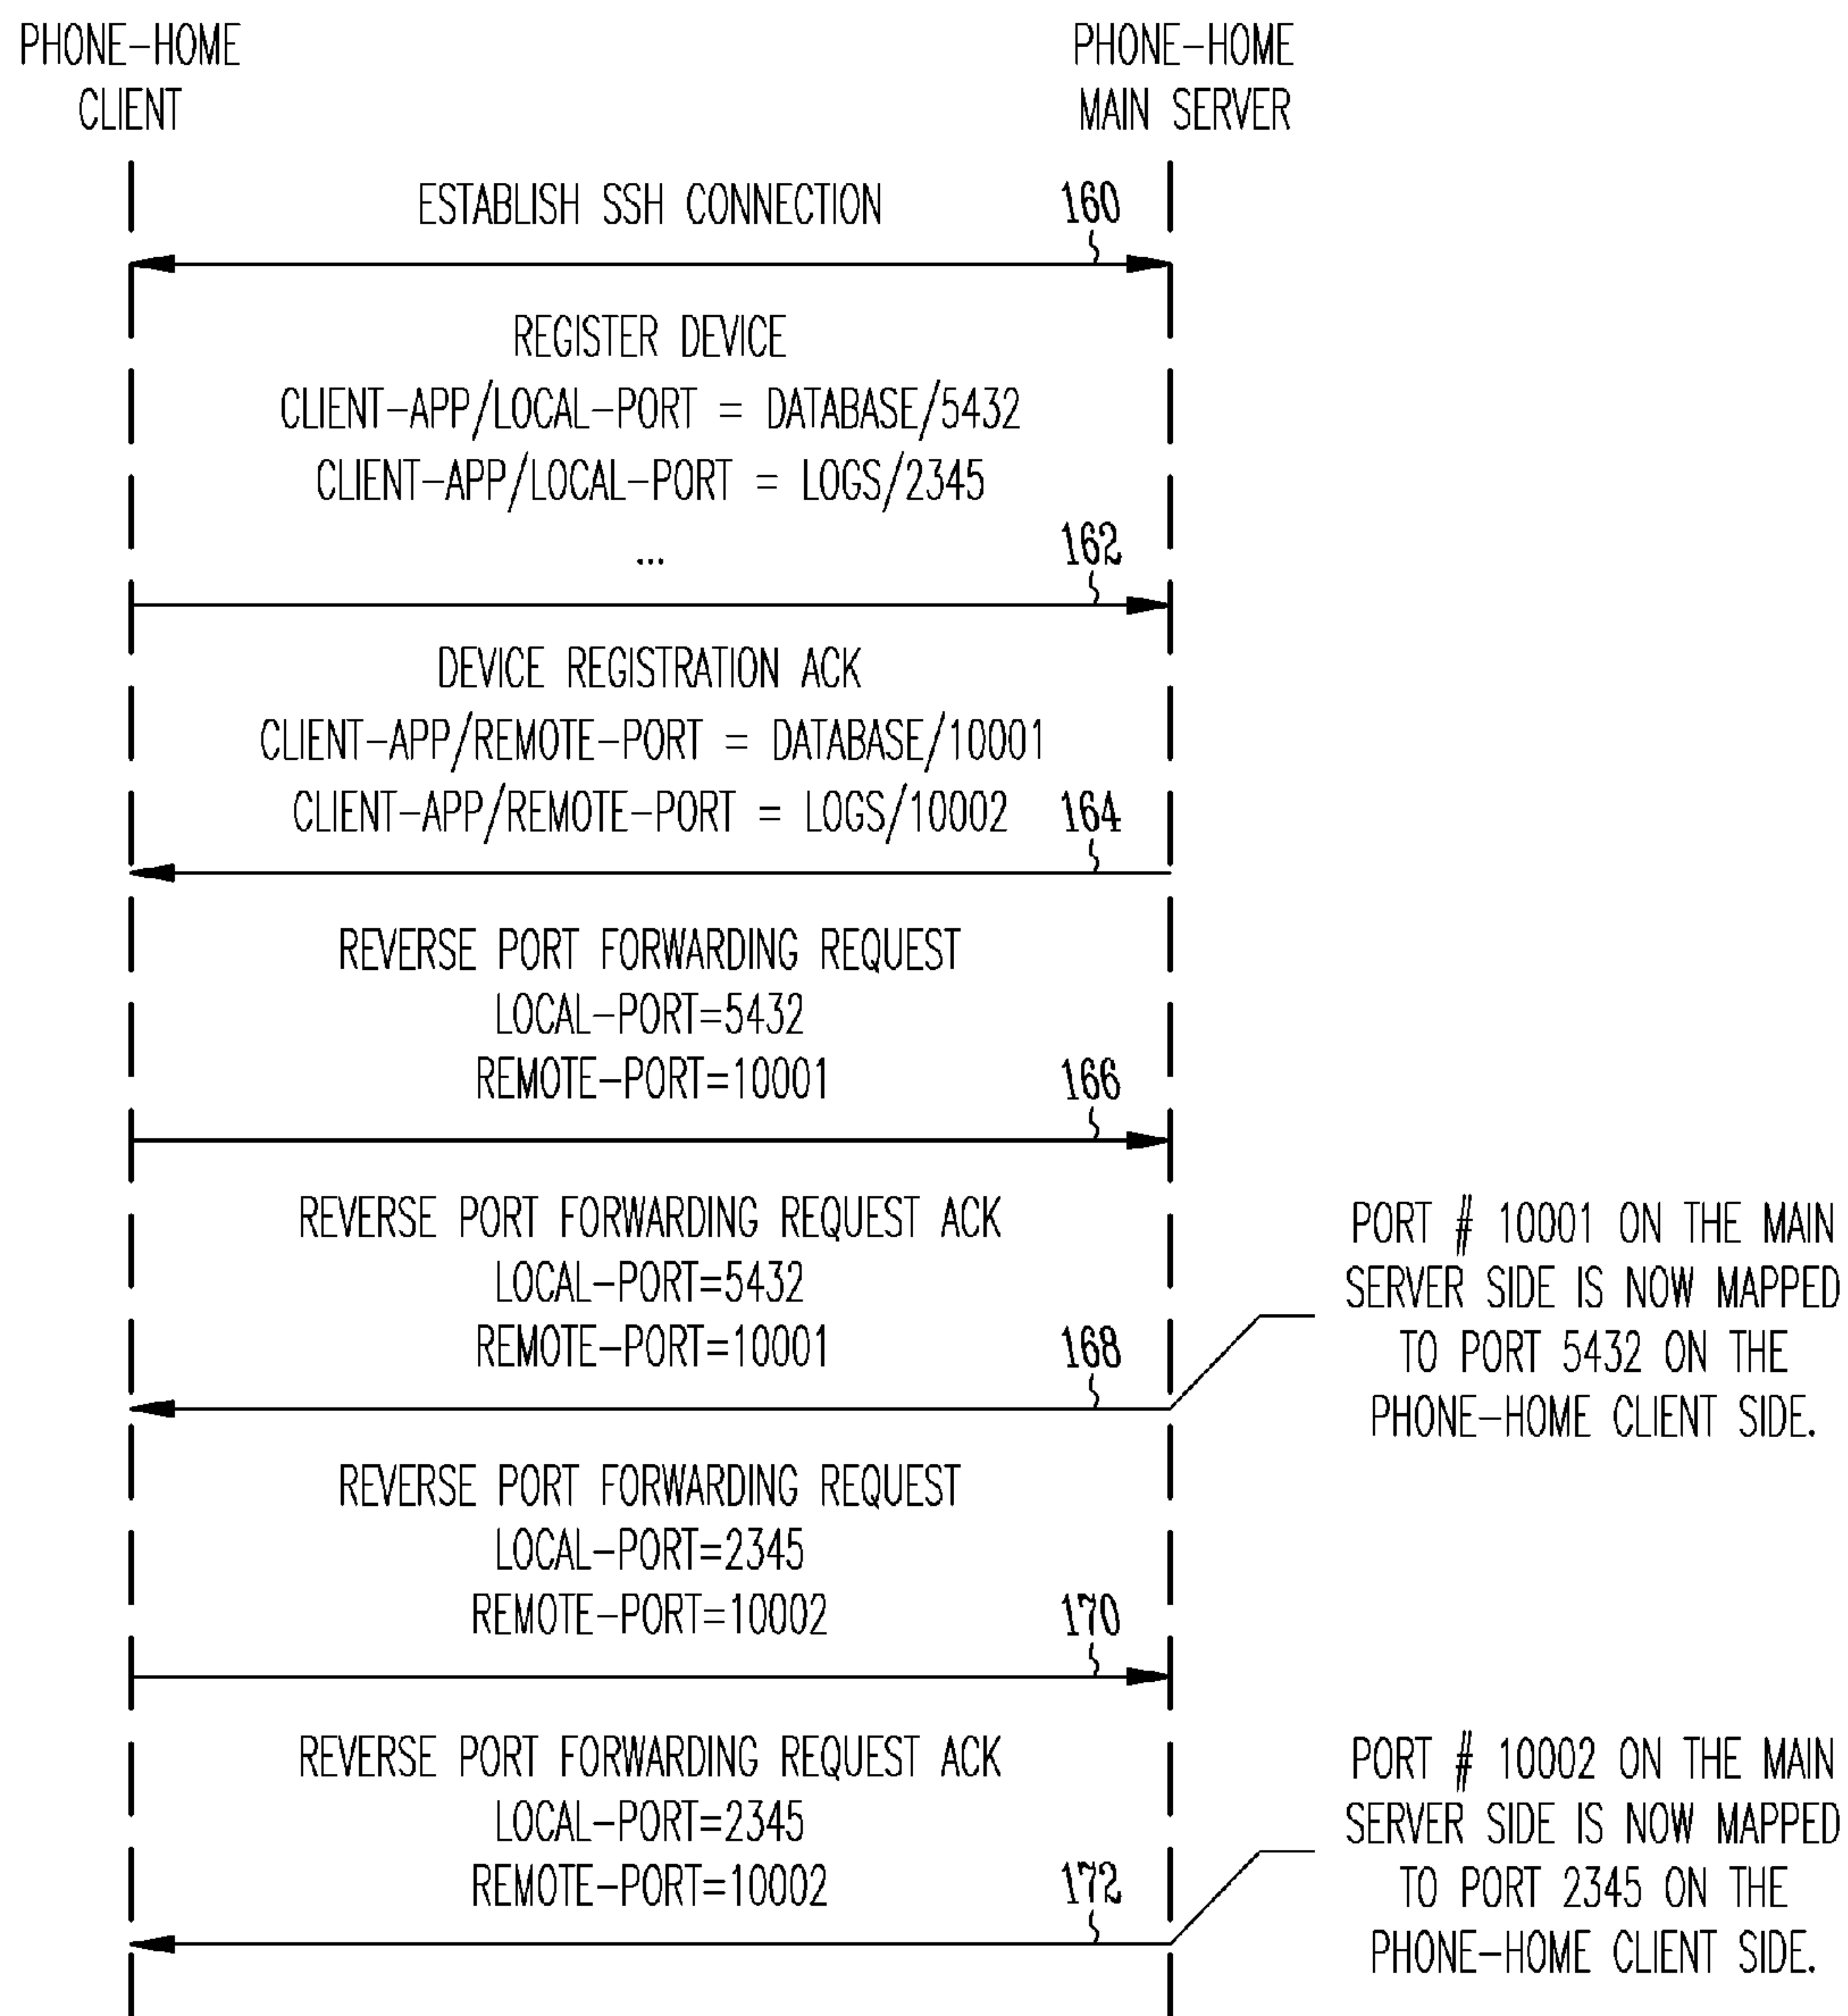 PHONE-HOME
CLIENT
PHONE-HOME
MAIN SERVER
ESTABLISH SSH CONNECTION
160
REGISTER DEVICE
CLIENT-APP/LOCAL-PORT = DATABASE/5432
CLIENT-APP/LOCAL-PORT = LOGS/2345
...
162
DEVICE REGISTRATION ACK
CLIENT-APP/REMOTE-PORT = DATABASE/10001
CLIENT-APP/REMOTE-PORT = LOGS/10002
164
REVERSE PORT FORWARDING REQUEST
LOCAL-PORT=5432
REMOTE-PORT=10001
166
REVERSE PORT FORWARDING REQUEST ACK
LOCAL-PORT=5432
REMOTE-PORT=10001
168
PORT # 10001 ON THE MAIN
SERVER SIDE IS NOW MAPPED
TO PORT 5432 ON THE
PHONE-HOME CLIENT SIDE.
REVERSE PORT FORWARDING REQUEST
LOCAL-PORT=2345
REMOTE-PORT=10002
170
REVERSE PORT FORWARDING REQUEST ACK
LOCAL-PORT=2345
REMOTE-PORT=10002
172
PORT # 10002 ON THE MAIN
SERVER SIDE IS NOW MAPPED
TO PORT 2345 ON THE
PHONE-HOME CLIENT SIDE.